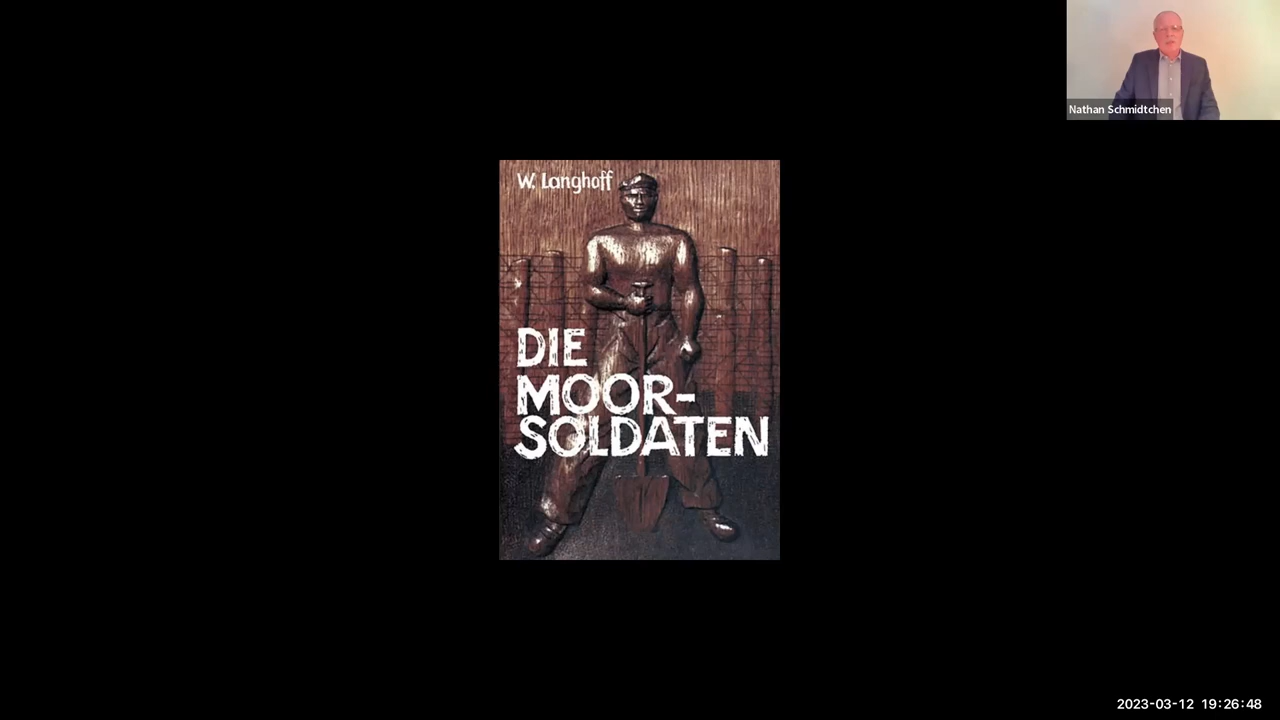 Nathan Schmidtchen
W. Langhoff
DIE
MOOR-
SOLDATEN
2023-03-12 19:26:48